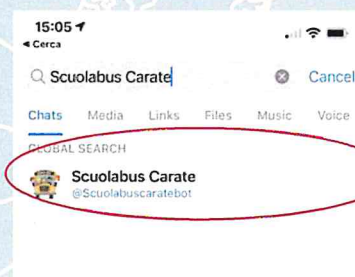 15:05
◀ Cerca
Scuolabus Carate
Cancel
Chats Media Links Files Music Voice
GLOBAL SEARCH
Scuolabus Carate
@Scuolabuscaratebot